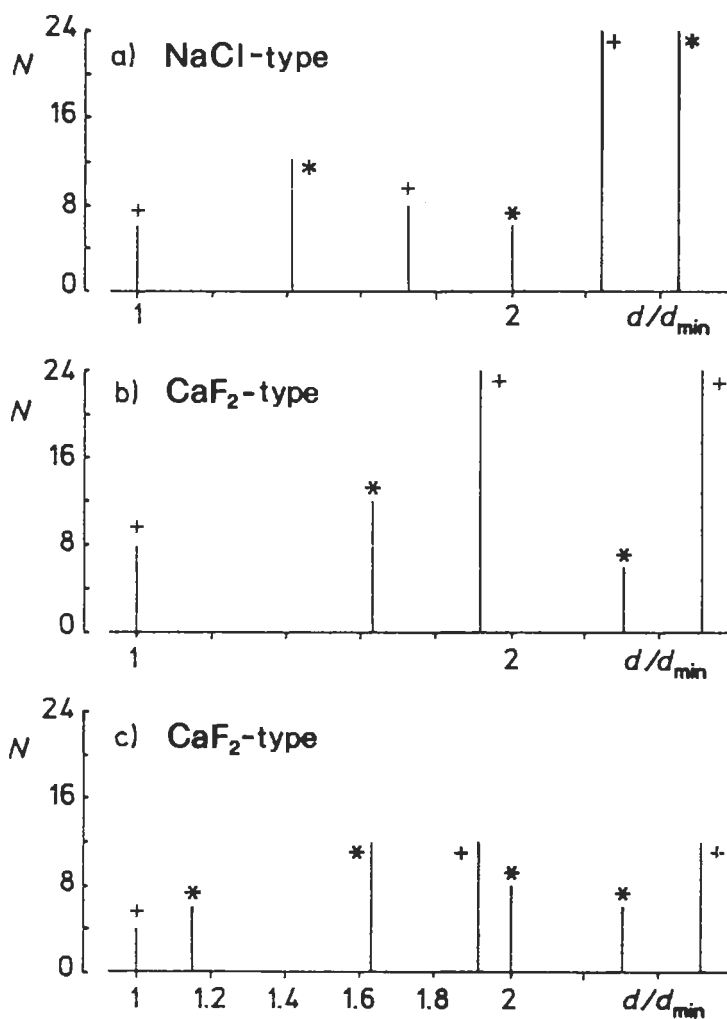 N
24
16
8
0
a) NaCl-type
+ * + * + *
1 2 d/dmin
N
24
16
8
0
b) CaF2-type
+ * + * +
1 2 d/dmin
N
24
16
8
0
c) CaF2-type
+ * * + * * +
1 1.2 1.4 1.6 1.8 2 d/dmin